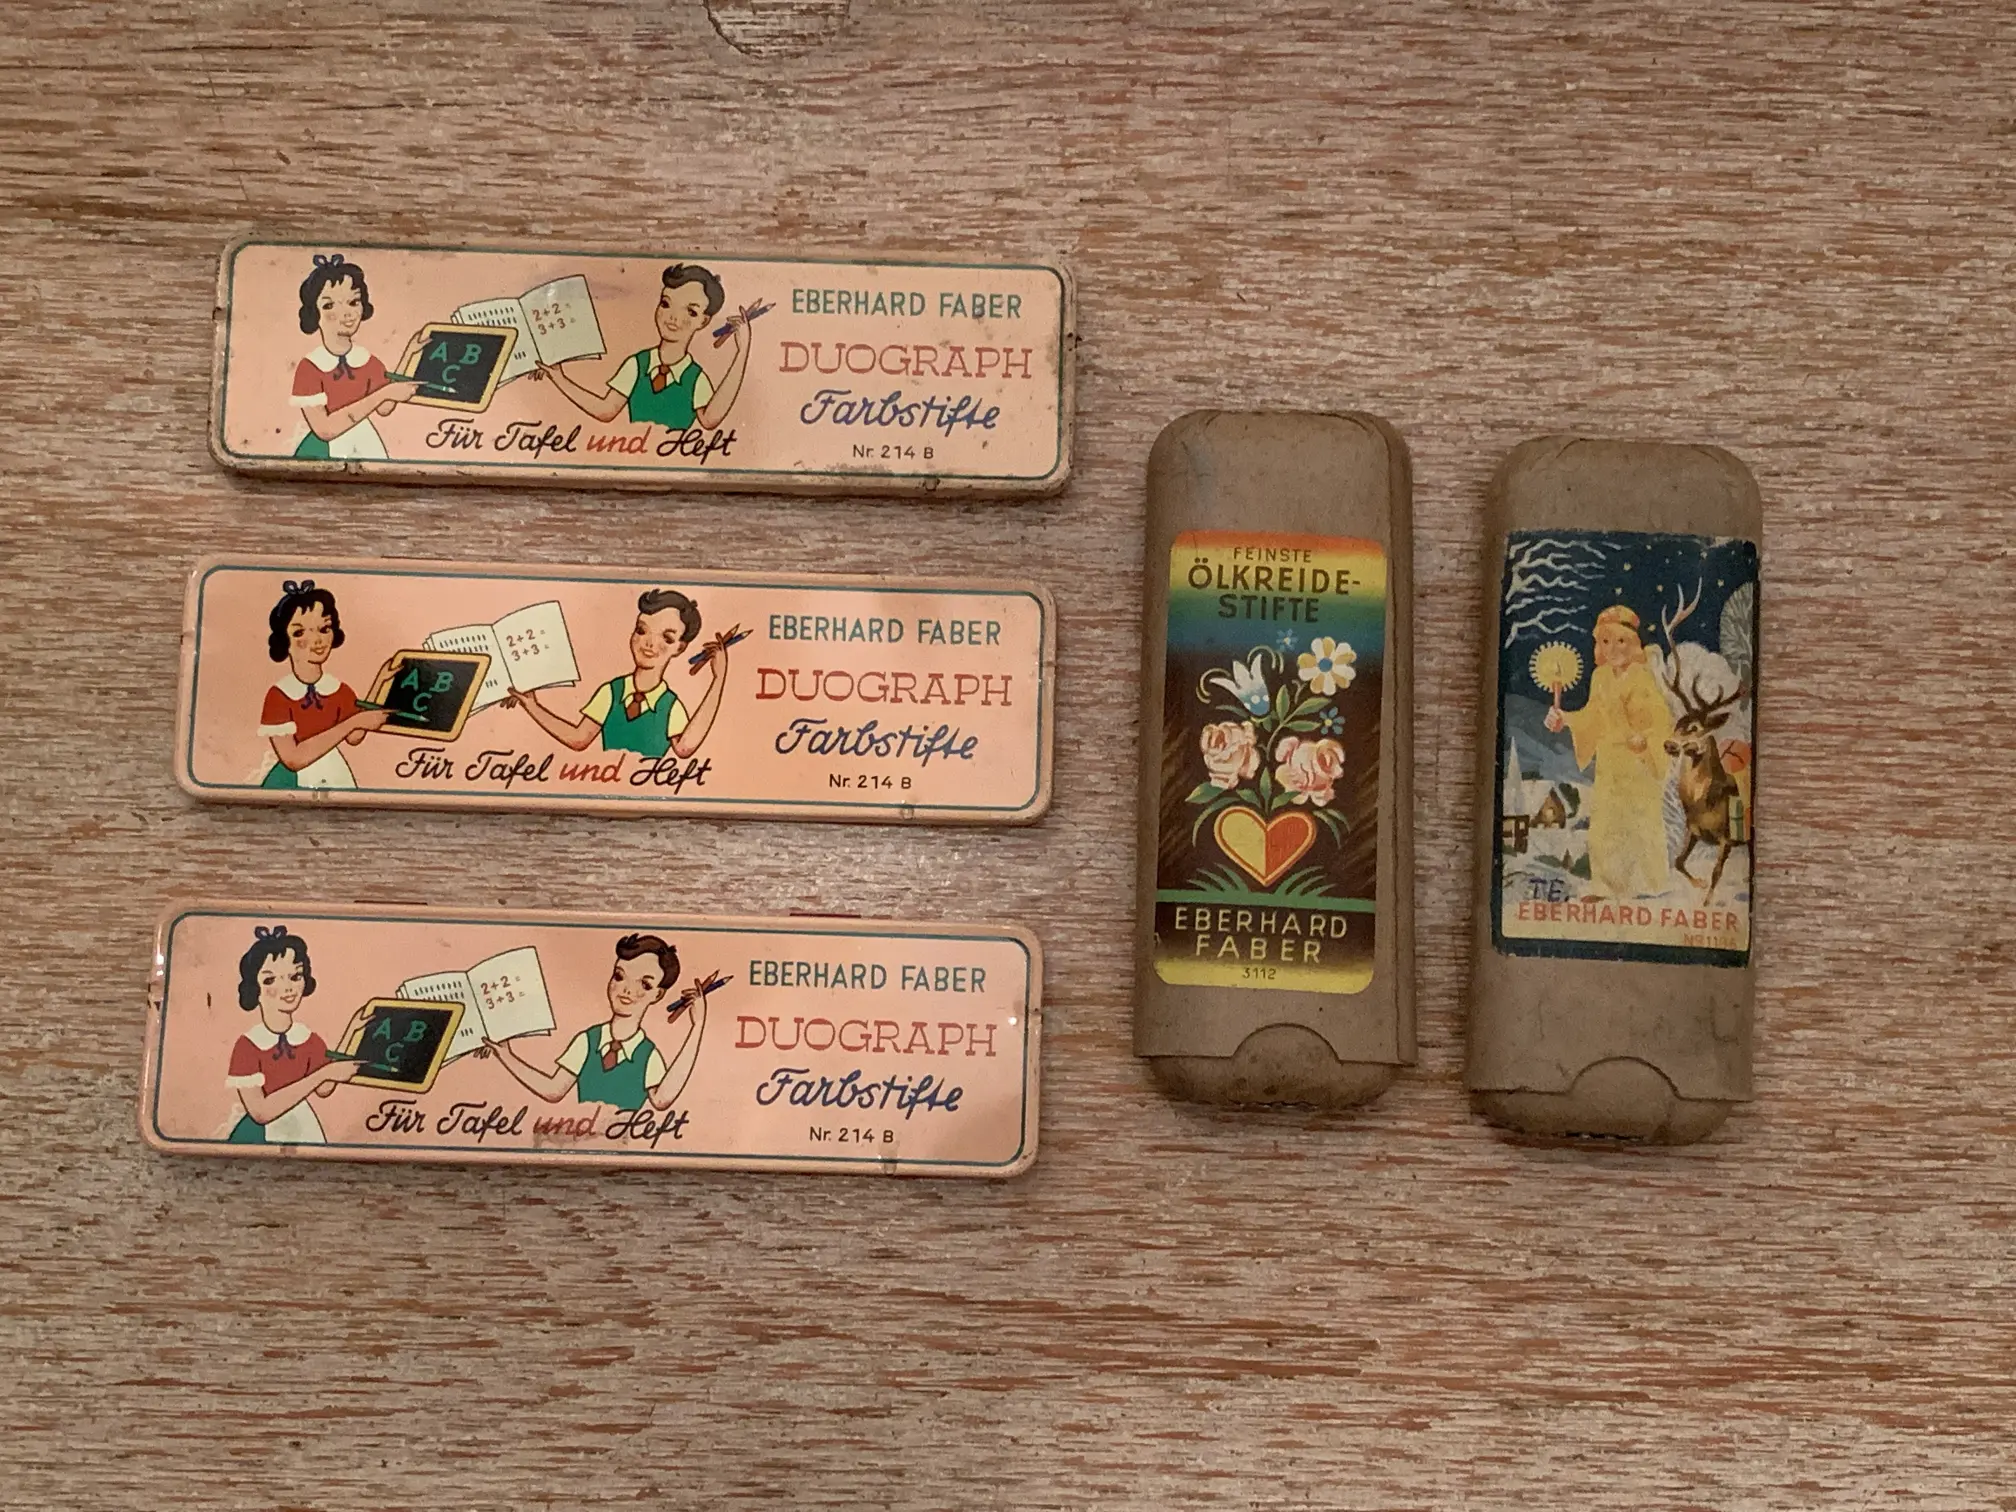 2+2=
3+3=
A B
C
Für Tafel und Heft
EBERHARD FABER
DUOGRAPH
Farbstifte
Nr. 214 B
2+2=
3+3=
A B
C
Für Tafel und Heft
EBERHARD FABER
DUOGRAPH
Farbstifte
Nr. 214 B
2+2=
3+3=
A B
C
Für Tafel und Heft
EBERHARD FABER
DUOGRAPH
Farbstifte
Nr. 214 B
FEINSTE
ÖLKREIDE-
STIFTE
EBERHARD
FABER
3112
TE.
EBERHARD FABER